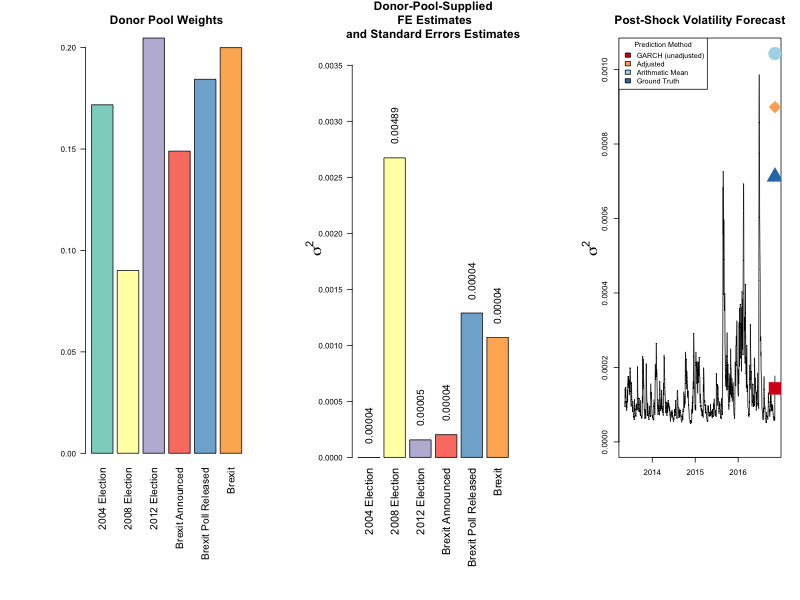 Donor Pool Weights
0.20
0.15
0.10
0.05
0.00
2004 Election
2008 Election
2012 Election
Brexit Announced
Brexit Poll Released
Brexit
Donor-Pool-Supplied
FE Estimates
and Standard Errors Estimates
σ2
0.0035
0.0030
0.0025
0.0020
0.0015
0.0010
0.0005
0.0000
0.00004
0.00489
0.00005
0.00004
0.00004
0.00004
2004 Election
2008 Election
2012 Election
Brexit Announced
Brexit Poll Released
Brexit
Post-Shock Volatility Forecast
σ2
0.0010
0.0008
0.0006
0.0004
0.0002
0.0000
Prediction Method
GARCH (unadjusted)
Adjusted
Arithmetic Mean
Ground Truth
2014
2015
2016